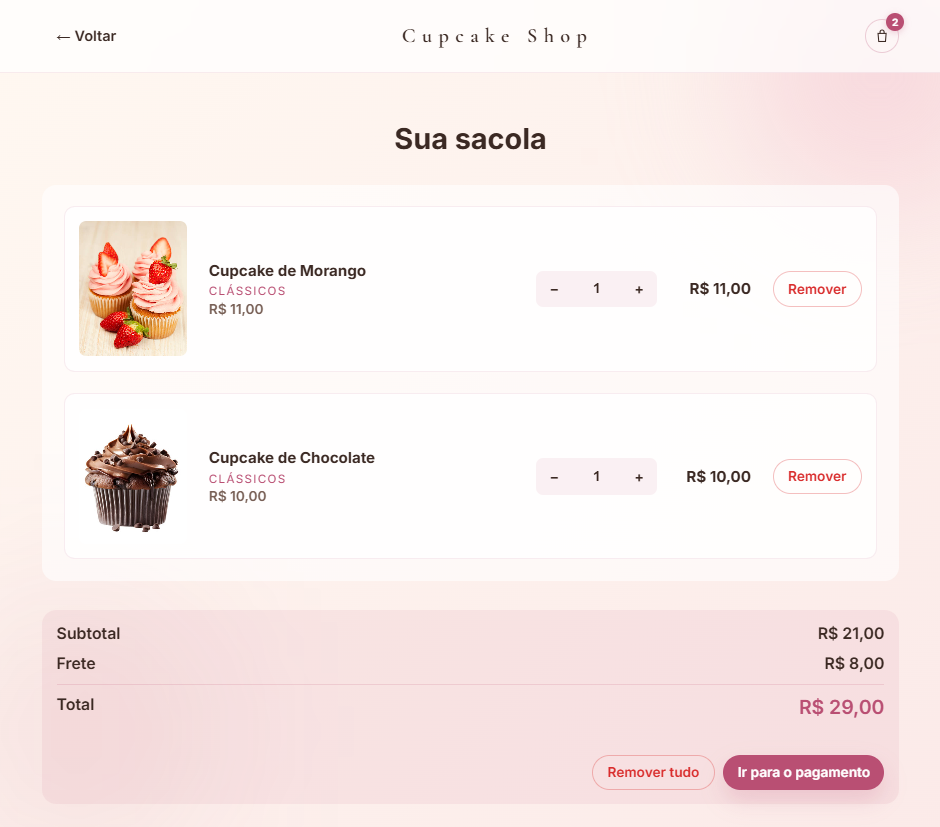 ← Voltar
Cupcake Shop
2
Sua sacola
Cupcake de Morango
CLÁSSICOS
R$ 11,00
− 1 +
R$ 11,00
Remover
Cupcake de Chocolate
CLÁSSICOS
R$ 10,00
− 1 +
R$ 10,00
Remover
Subtotal R$ 21,00
Frete R$ 8,00
Total R$ 29,00
Remover tudo
Ir para o pagamento